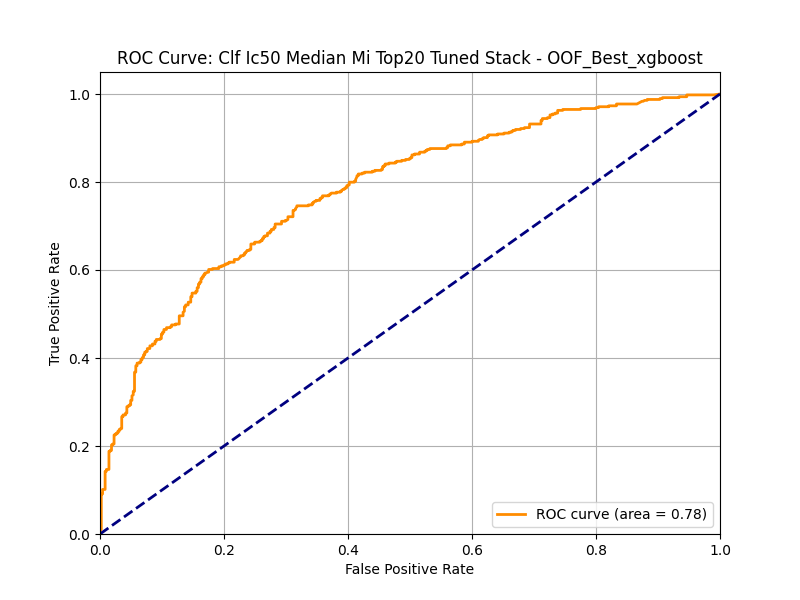 ROC Curve: Clf Ic50 Median Mi Top20 Tuned Stack - OOF_Best_xgboost
True Positive Rate
1.0
0.8
0.6
0.4
0.2
0.0
ROC curve (area = 0.78)
0.0 0.2 0.4 0.6 0.8 1.0
False Positive Rate